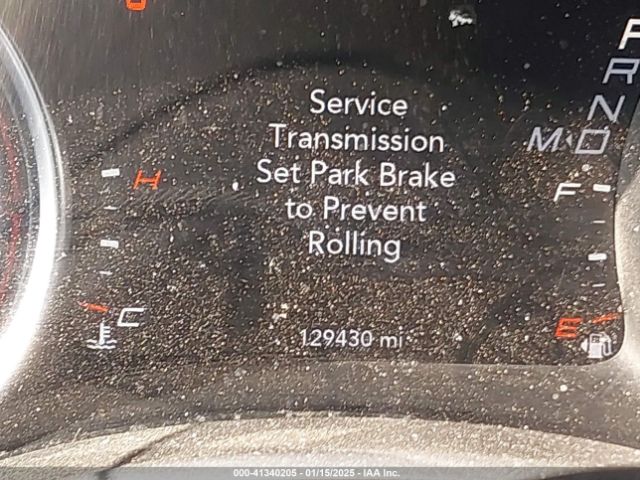 P
R
N
M D
Service
Transmission
Set Park Brake
to Prevent
Rolling
H
C
F
E
129430 mi
000-41340205 - 01/15/2025 - IAA Inc.